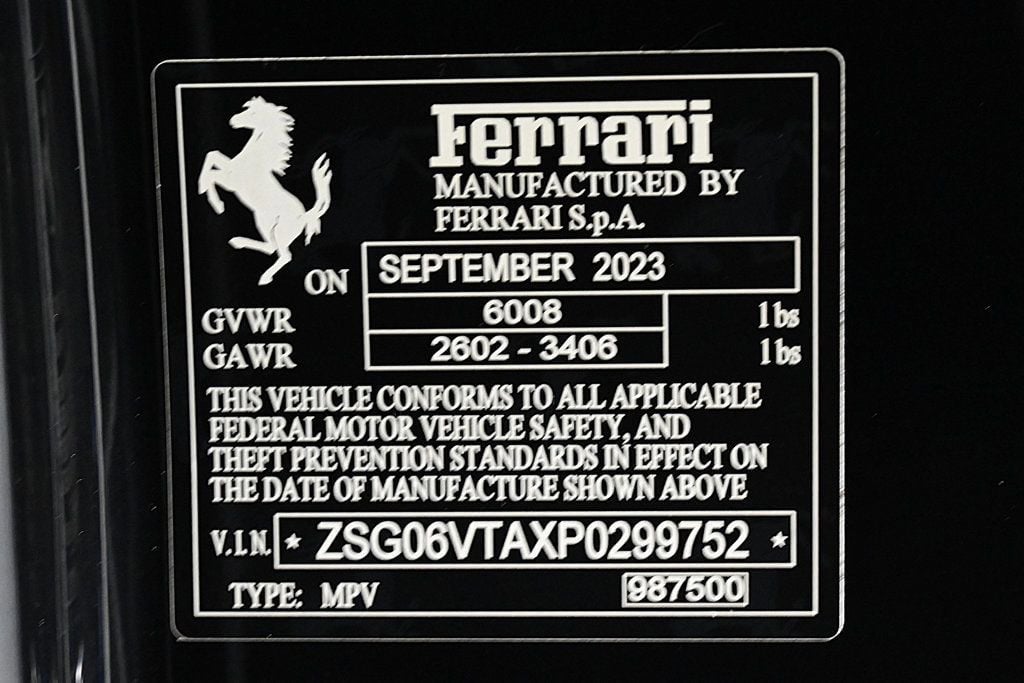 Ferrari
MANUFACTURED BY
FERRARI S.p.A.
ON SEPTEMBER 2023
GVWR 6008 lbs
GAWR 2602 - 3406 lbs
THIS VEHICLE CONFORMS TO ALL APPLICABLE
FEDERAL MOTOR VEHICLE SAFETY, AND
THEFT PREVENTION STANDARDS IN EFFECT ON
THE DATE OF MANUFACTURE SHOWN ABOVE
V.I.N. * ZSG06VTAXP0299752 *
TYPE: MPV 987500